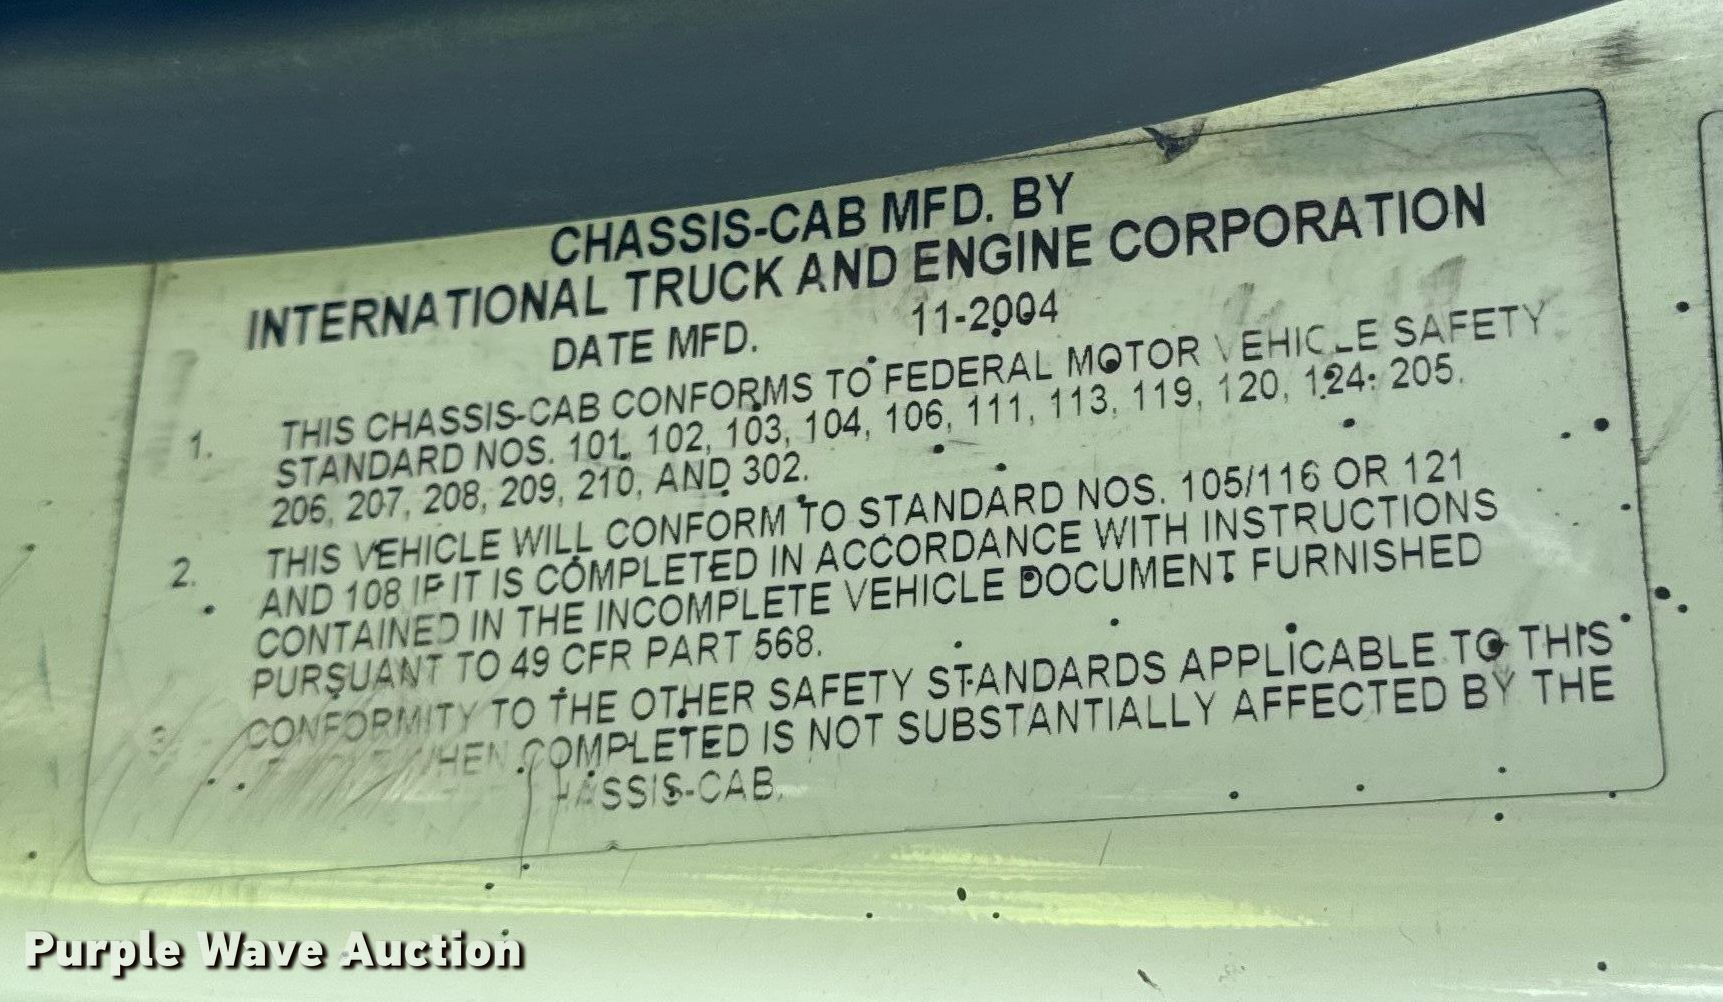 CHASSIS-CAB MFD. BY
INTERNATIONAL TRUCK AND ENGINE CORPORATION
DATE MFD. 11-2004
1. THIS CHASSIS-CAB CONFORMS TO FEDERAL MOTOR VEHICLE SAFETY
STANDARD NOS. 101, 102, 103, 104, 106, 111, 113, 119, 120, 124, 205,
206, 207, 208, 209, 210, AND 302.
2. THIS VEHICLE WILL CONFORM TO STANDARD NOS. 105/116 OR 121
AND 108 IF IT IS COMPLETED IN ACCORDANCE WITH INSTRUCTIONS
CONTAINED IN THE INCOMPLETE VEHICLE DOCUMENT FURNISHED
PURSUANT TO 49 CFR PART 568.
3. CONFORMITY TO THE OTHER SAFETY STANDARDS APPLICABLE TO THIS
WHEN COMPLETED IS NOT SUBSTANTIALLY AFFECTED BY THE
CHASSIS-CAB.
Purple Wave Auction